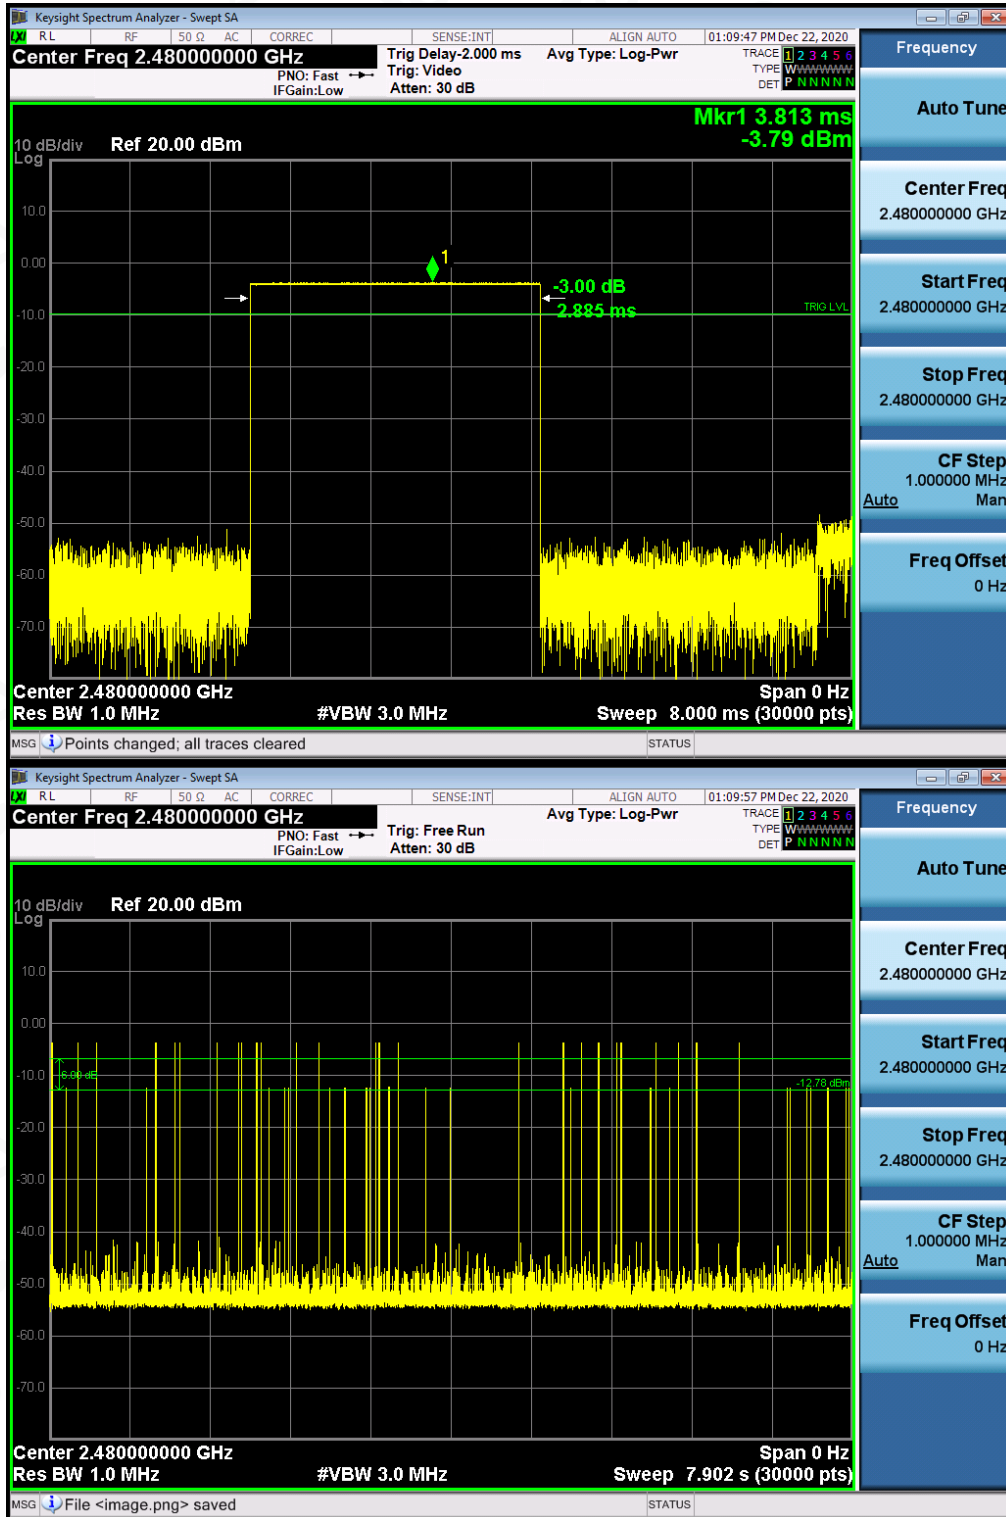 Keysight Spectrum Analyzer - Swept SA
LXI RL RF 50 Ω AC CORREC SENSE:INT ALIGN AUTO 01:09:47 PM Dec 22, 2020
Center Freq 2.480000000 GHz
PNO: Fast
IFGain:Low
Trig Delay-2.000 ms
Trig: Video
Atten: 30 dB
Avg Type: Log-Pwr
TRACE 1 2 3 4 5 6
TYPE WWWWWW
DET P N N N N N
Frequency
Auto Tune
Center Freq
2.480000000 GHz
Start Freq
2.480000000 GHz
Stop Freq
2.480000000 GHz
CF Step
1.000000 MHz
Auto Man
Freq Offset
0 Hz
Mkr1 3.813 ms
-3.79 dBm
10 dB/div Ref 20.00 dBm
Log
10.0
0.00
-10.0
-20.0
-30.0
-40.0
-50.0
-60.0
-70.0
1
-3.00 dB
2.885 ms
TRIG LVL
Center 2.480000000 GHz Span 0 Hz
Res BW 1.0 MHz #VBW 3.0 MHz Sweep 8.000 ms (30000 pts)
MSG Points changed; all traces cleared STATUS
Keysight Spectrum Analyzer - Swept SA
LXI RL RF 50 Ω AC CORREC SENSE:INT ALIGN AUTO 01:09:57 PM Dec 22, 2020
Center Freq 2.480000000 GHz
PNO: Fast
IFGain:Low
Trig: Free Run
Atten: 30 dB
Avg Type: Log-Pwr
TRACE 1 2 3 4 5 6
TYPE WWWWWW
DET P N N N N N
Frequency
Auto Tune
Center Freq
2.480000000 GHz
Start Freq
2.480000000 GHz
Stop Freq
2.480000000 GHz
CF Step
1.000000 MHz
Auto Man
Freq Offset
0 Hz
10 dB/div Ref 20.00 dBm
Log
10.0
0.00
-10.0
-20.0
-30.0
-40.0
-50.0
-60.0
-70.0
6.00 dB
-12.78 dBm
Center 2.480000000 GHz Span 0 Hz
Res BW 1.0 MHz #VBW 3.0 MHz Sweep 7.902 s (30000 pts)
MSG File <image.png> saved STATUS